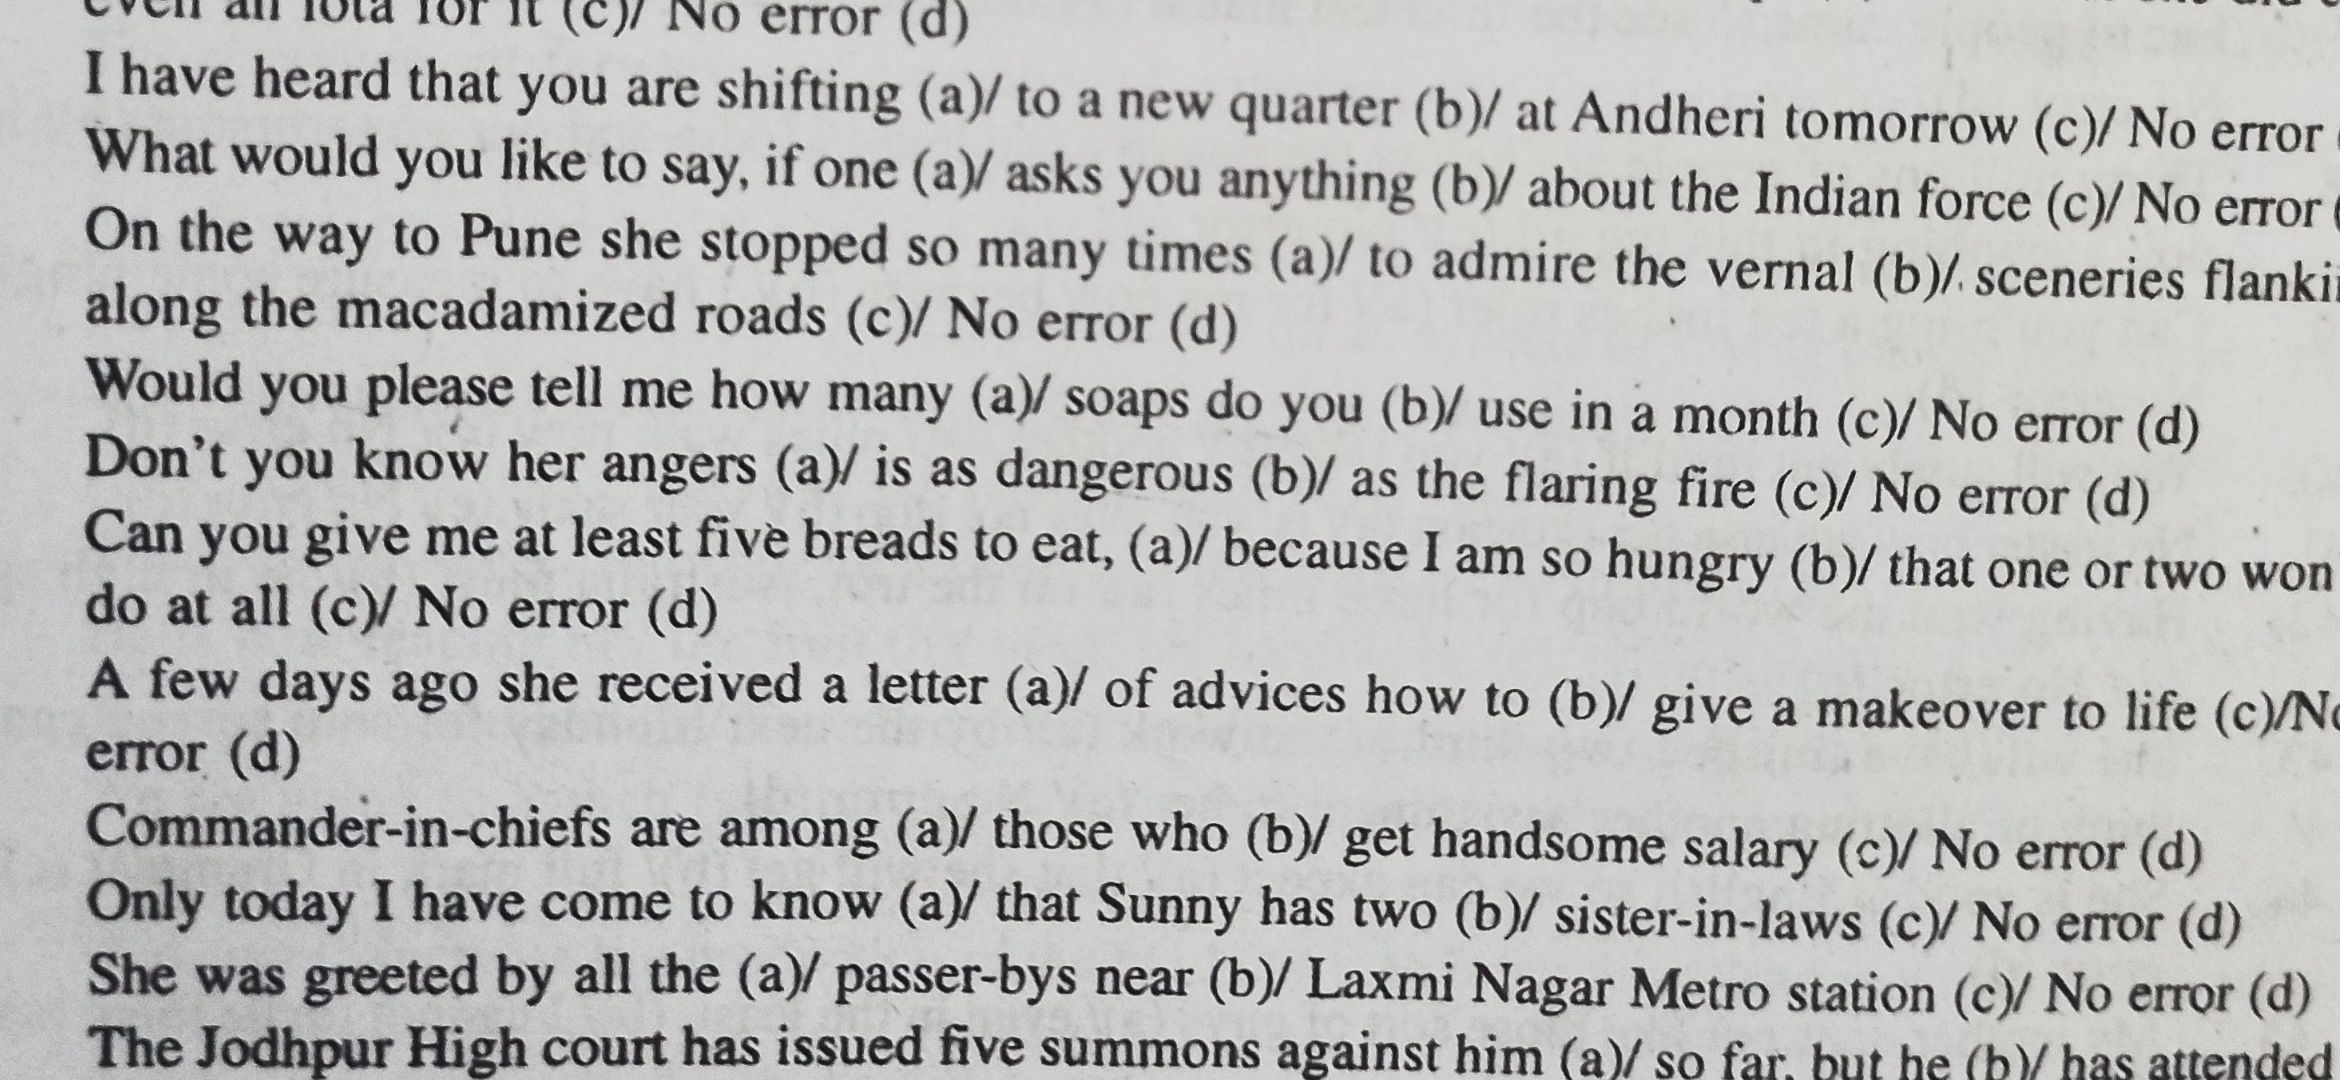 even an iota for it (c)/ No error (d)
I have heard that you are shifting (a)/ to a new quarter (b)/ at Andheri tomorrow (c)/ No error
What would you like to say, if one (a)/ asks you anything (b)/ about the Indian force (c)/ No error (
On the way to Pune she stopped so many times (a)/ to admire the vernal (b)/ sceneries
along the macadamized roads (c)/ No error (d)
Would you please tell me how many (a)/ soaps do you (b)/ use in a month (c)/ No error (d)
Don't you know her angers (a)/ is as dangerous (b)/ as the flaring fire (c)/ No error (d)
Can you give me at least five breads to eat, (a)/ because I am so hungry (b)/ that one or two won
do at all (c)/ No error (d)
A few days ago she received a letter (a)/ of advices how to (b)/ give a makeover to life (c)/No
error (d)
Commander-in-chiefs are among (a)/ those who (b)/ get handsome salary (c)/ No error (d)
Only today I have come to know (a)/ that Sunny has two (b)/ sister-in-laws (c)/ No error (d)
She was greeted by all the (a)/ passer-bys near (b)/ Laxmi Nagar Metro station (c)/ No error (d)
The Jodhpur High court has issued five summons against him (a)/ so far, but he (b)/ has attended